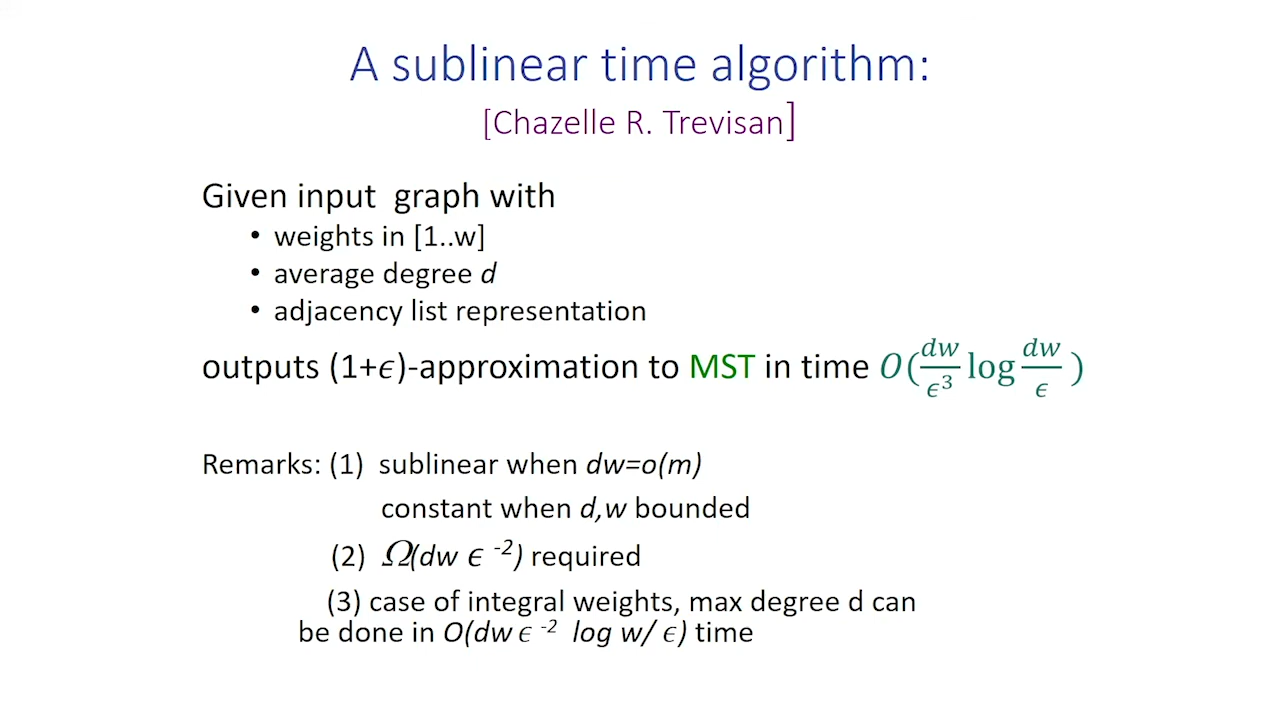 A sublinear time algorithm:
[Chazelle R. Trevisan]
Given input graph with
• weights in [1..w]
• average degree d
• adjacency list representation
outputs (1+ϵ)-approximation to MST in time O(dw/ϵ³ log dw/ϵ )
Remarks: (1) sublinear when dw=o(m)
constant when d,w bounded
(2) Ω(dw ϵ ⁻²) required
(3) case of integral weights, max degree d can
be done in O(dw ϵ ⁻² log w/ ϵ) time